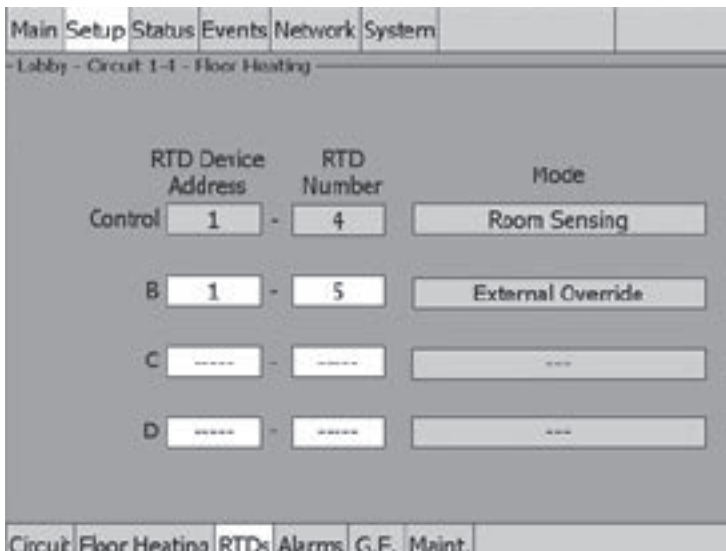 Main Setup Status Events Network System
Lobby - Circuit 1-4 - Floor Heating
RTD Device Address RTD Number Mode
Control 1 - 4 Room Sensing
B 1 - 5 External Override
C ----- - ----- ---
D ----- - ----- ---
Circuit Floor Heating RTDs Alarms G.F. Maint.